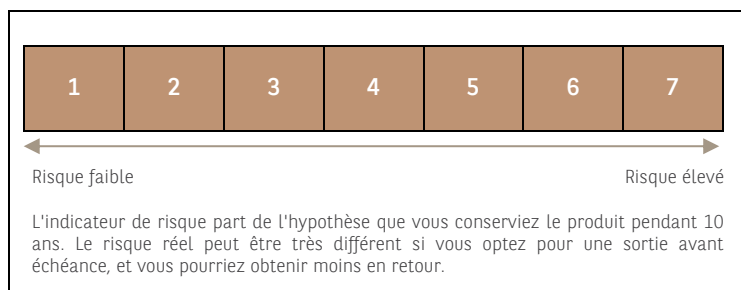 1 2 3 4 5 6 7
Risque faible Risque élevé
L'indicateur de risque part de l'hypothèse que vous conserviez le produit pendant 10
ans. Le risque réel peut être très différent si vous optez pour une sortie avant
échéance, et vous pourriez obtenir moins en retour.